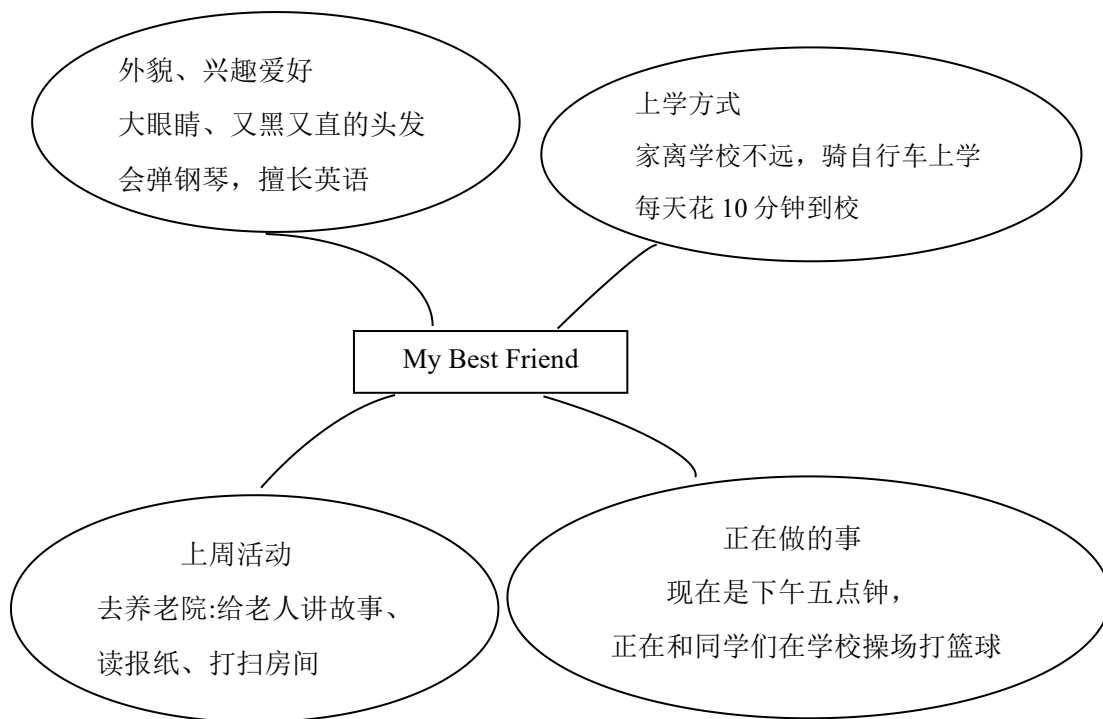 外貌、兴趣爱好
大眼睛、又黑又直的头发
会弹钢琴，擅长英语
上学方式
家离学校不远，骑自行车上学
每天花 10 分钟到校
My Best Friend
上周活动
去养老院:给老人讲故事、
读报纸、打扫房间
正在做的事
现在是下午五点钟，
正在和同学们在学校操场打篮球